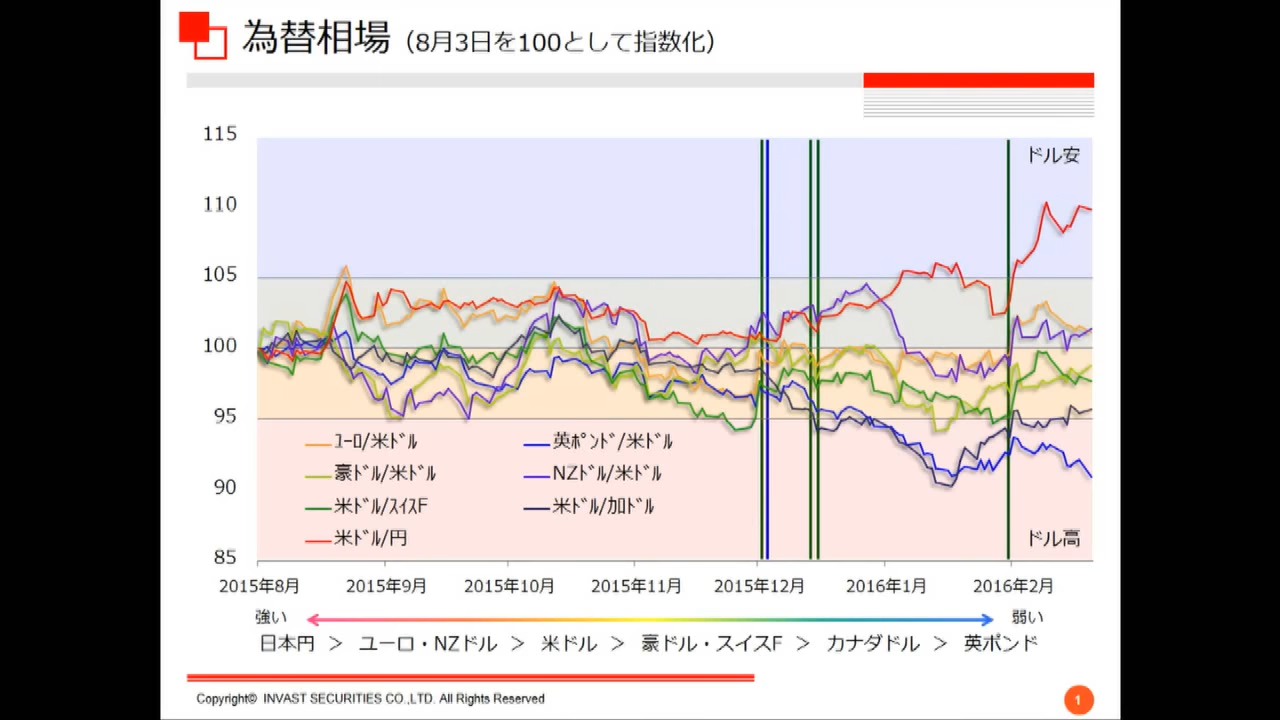 為替相場（8月3日を100として指数化）
115
ドル安
110
105
100
95
ﾕｰﾛ/米ﾄﾞﾙ 英ﾎﾟﾝﾄﾞ/米ﾄﾞﾙ
豪ﾄﾞﾙ/米ﾄﾞﾙ NZﾄﾞﾙ/米ﾄﾞﾙ
90
米ﾄﾞﾙ/ｽｲｽF 米ﾄﾞﾙ/加ﾄﾞﾙ
米ﾄﾞﾙ/円 ドル高
85
2015年8月 2015年9月 2015年10月 2015年11月 2015年12月 2016年1月 2016年2月
強い 弱い
日本円 ＞ ユーロ・NZドル ＞ 米ドル ＞ 豪ドル・スイスF ＞ カナダドル ＞ 英ポンド
Copyright© INVAST SECURITIES CO.,LTD. All Rights Reserved
1